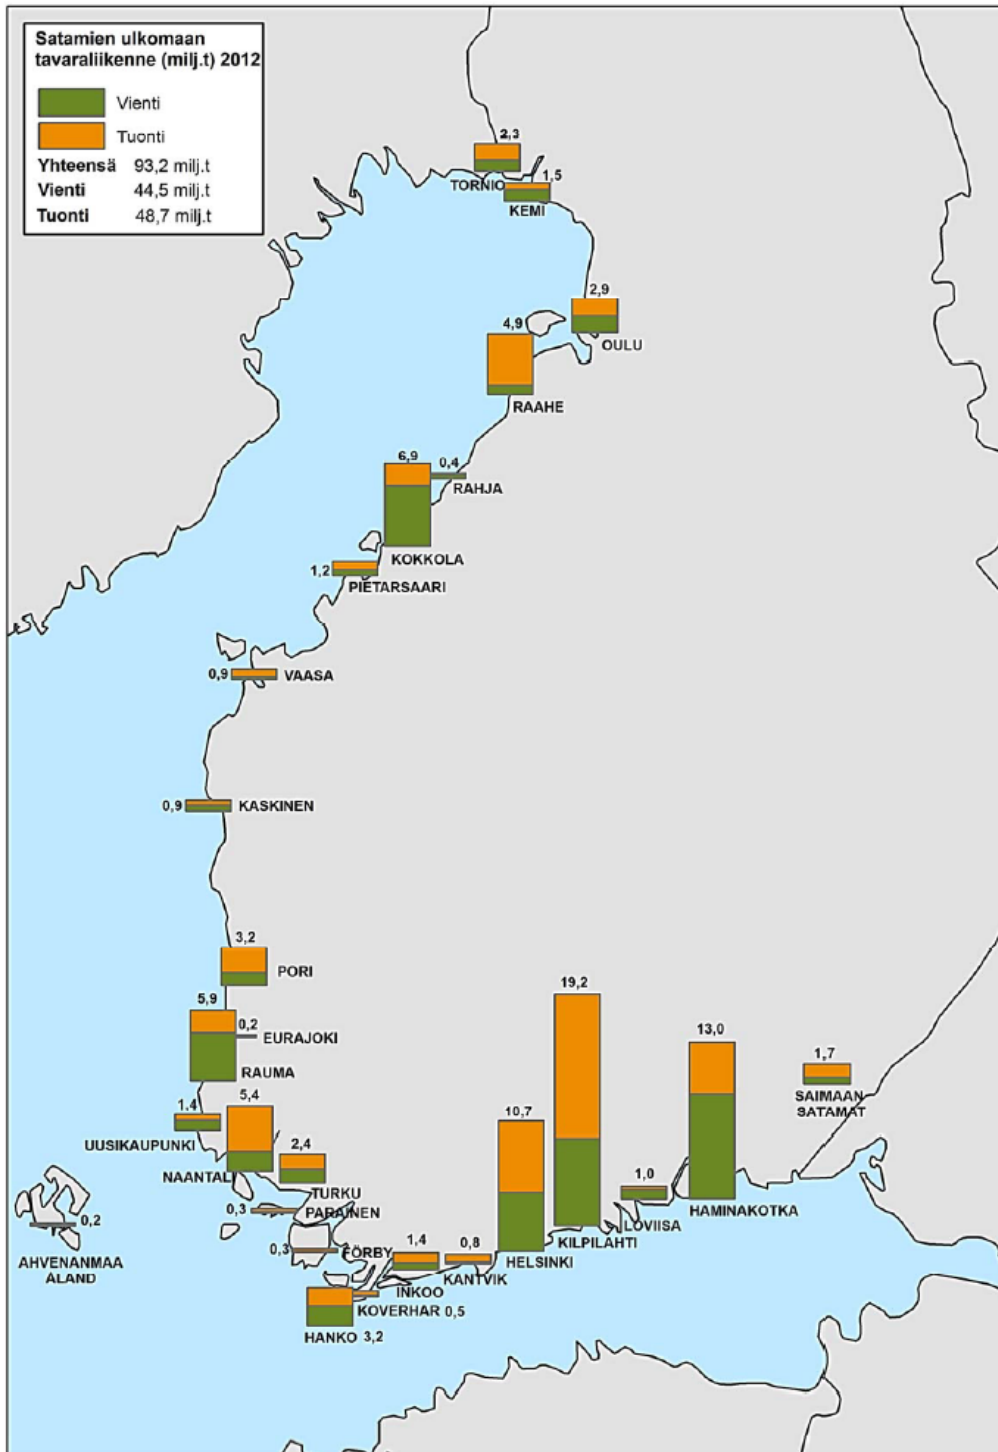 Satamien ulkomaan
tavaraliikenne (milj.t) 2012
Vienti
Tuonti
Yhteensä 93,2 milj.t
Vienti 44,5 milj.t
Tuonti 48,7 milj.t
2,3
TORNIO
1,5
KEMI
2,9
OULU
4,9
RAAHE
6,9
KOKKOLA
0,4
RAHJA
1,2
PIETARSAARI
0,9
VAASA
0,9
KASKINEN
3,2
PORI
5,9
RAUMA
0,2
EURAJOKI
1,4
UUSIKAUPUNKI
5,4
NAANTALI
2,4
TURKU
0,3
PARAINEN
0,2
AHVENANMAA
ÅLAND
0,3
FÖRBY
1,4
INKOO
0,8
KANTVIK
KOVERHAR 0,5
HANKO 3,2
10,7
HELSINKI
19,2
KILPILAHTI
1,0
LOVIISA
13,0
HAMINAKOTKA
1,7
SAIMAAN
SATAMAT